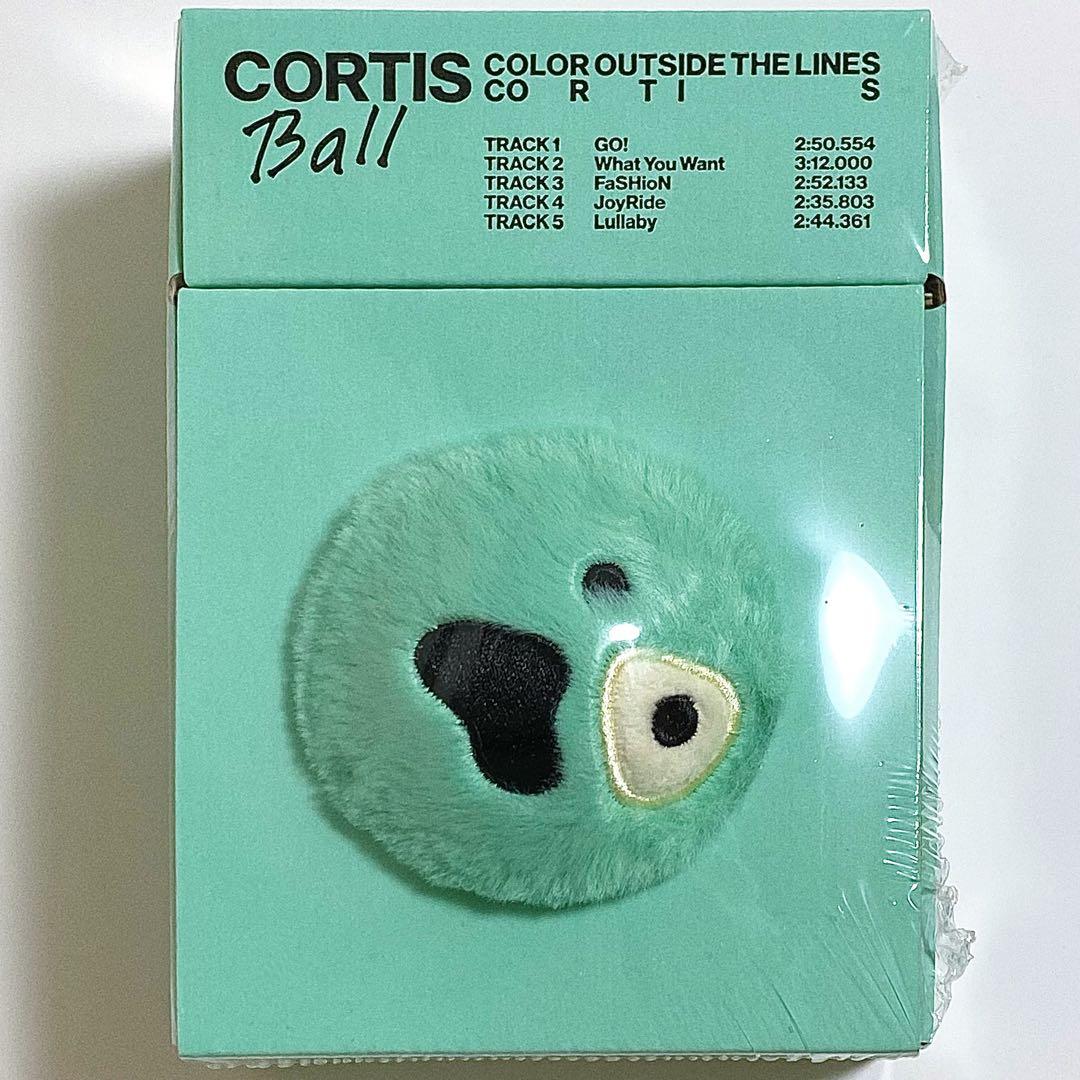 CORTIS
Ball
COLOR OUTSIDE THE LINES
CO R T I S
TRACK 1 GO! 2:50.554
TRACK 2 What You Want 3:12.000
TRACK 3 FaSHioN 2:52.133
TRACK 4 JoyRide 2:35.803
TRACK 5 Lullaby 2:44.361